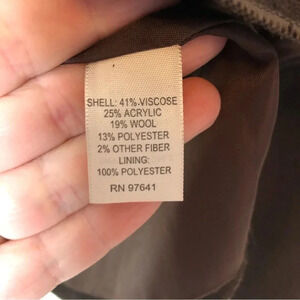 SHELL: 41% VISCOSE
25% ACRYLIC
19% WOOL
13% POLYESTER
2% OTHER FIBER
LINING:
100% POLYESTER
RN 97641